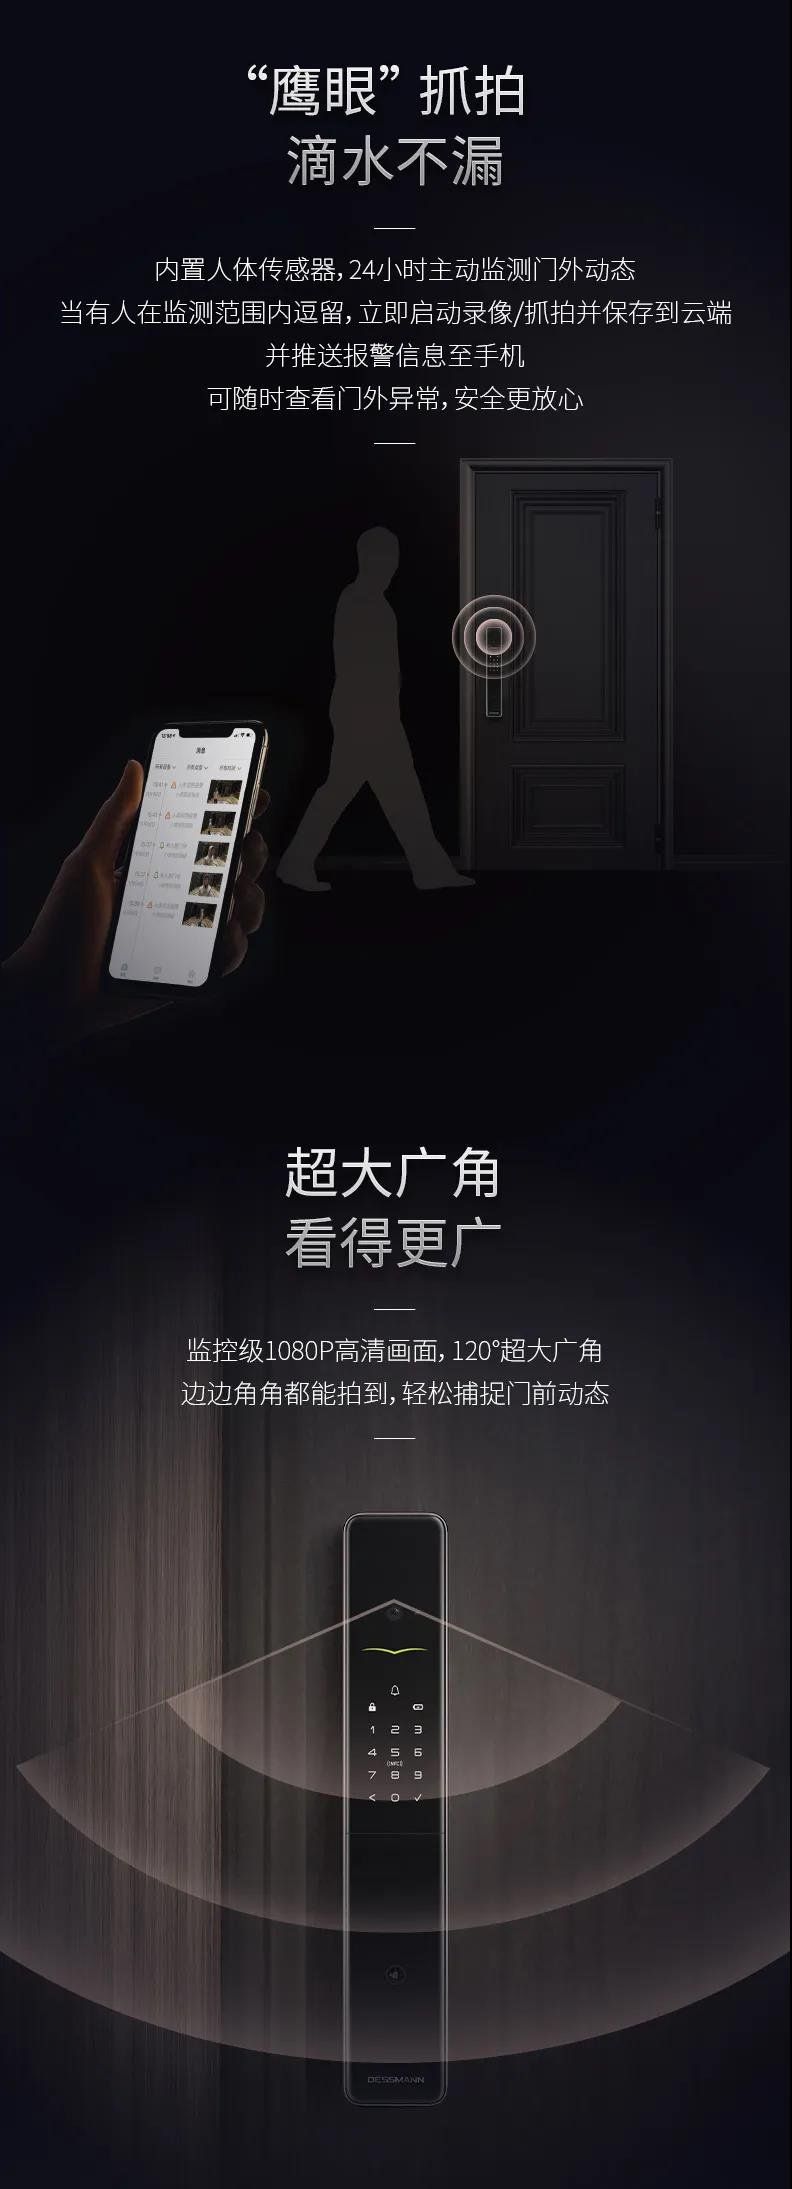 “鹰眼” 抓拍
滴水不漏
内置人体传感器, 24小时主动监测门外动态
当有人在监测范围内逗留, 立即启动录像/抓拍并保存到云端
并推送报警信息至手机
可随时查看门外异常, 安全更放心
消息
超大广角
看得更广
监控级1080P高清画面, 120°超大广角
边边角角都能拍到, 轻松捕捉门前动态
1 2 3
4 5 6
(NFC)
7 8 9
< 0 ✓
DESSMANN